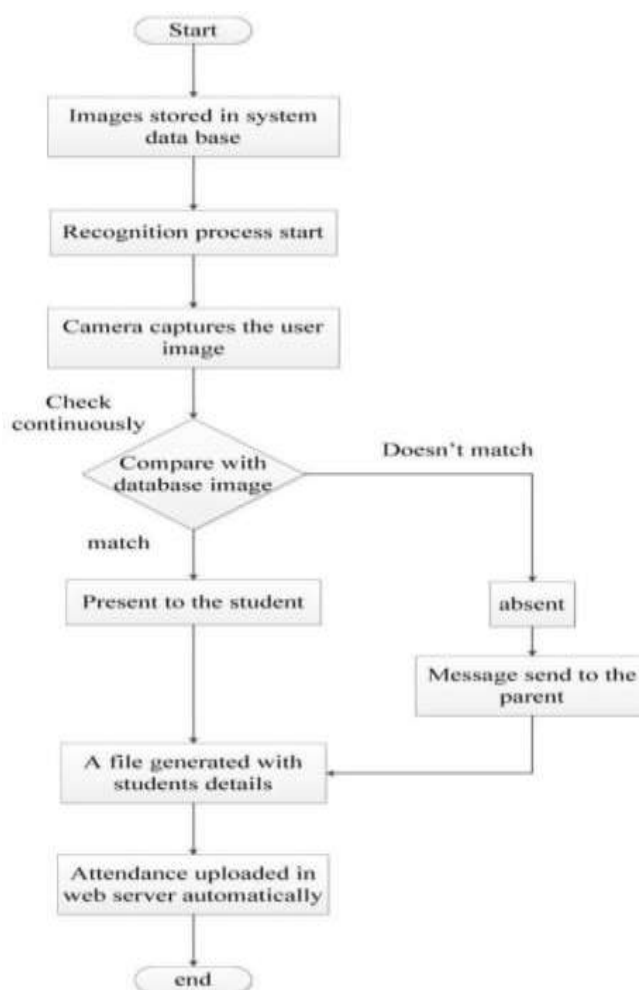 Start
Images stored in system
data base
Recognition process start
Camera captures the user
image
Check
continuously
Compare with
database image
Doesn't match
match
Present to the student
absent
Message send to the
parent
A file generated with
students details
Attendance uploaded in
web server automatically
end